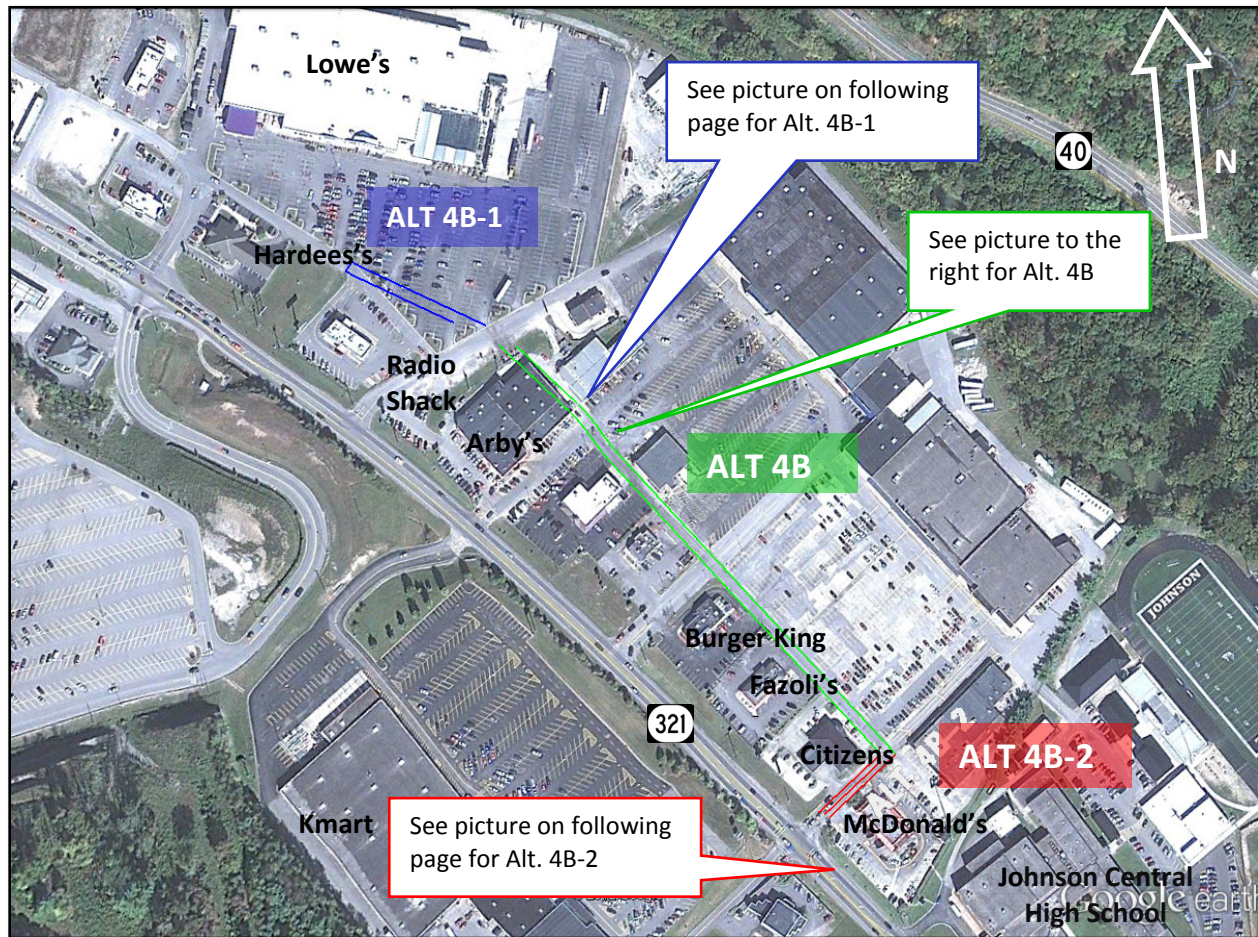 Lowe's
See picture on following
page for Alt. 4B-1
40
N
ALT 4B-1
Hardees's
See picture to the
right for Alt. 4B
Radio
Shack
Arby's
ALT 4B
JOHNSON
Burger King
Fazoli's
321
Citizens
ALT 4B-2
Kmart
See picture on following
page for Alt. 4B-2
McDonald's
Johnson Central
High School
Google earth